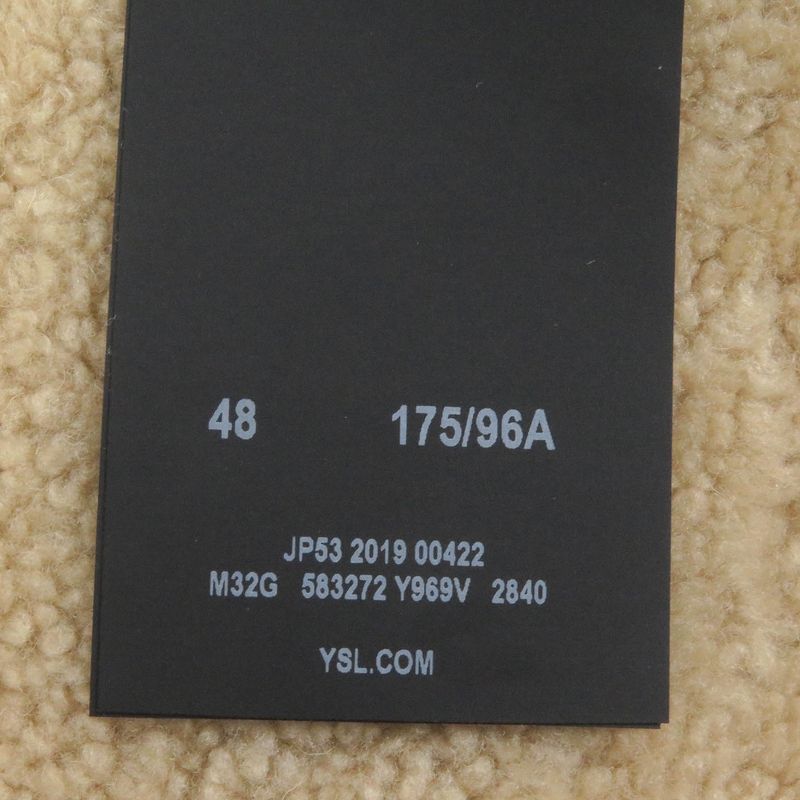 48 175/96A
JP53 2019 00422
M32G 583272 Y969V 2840
YSL.COM